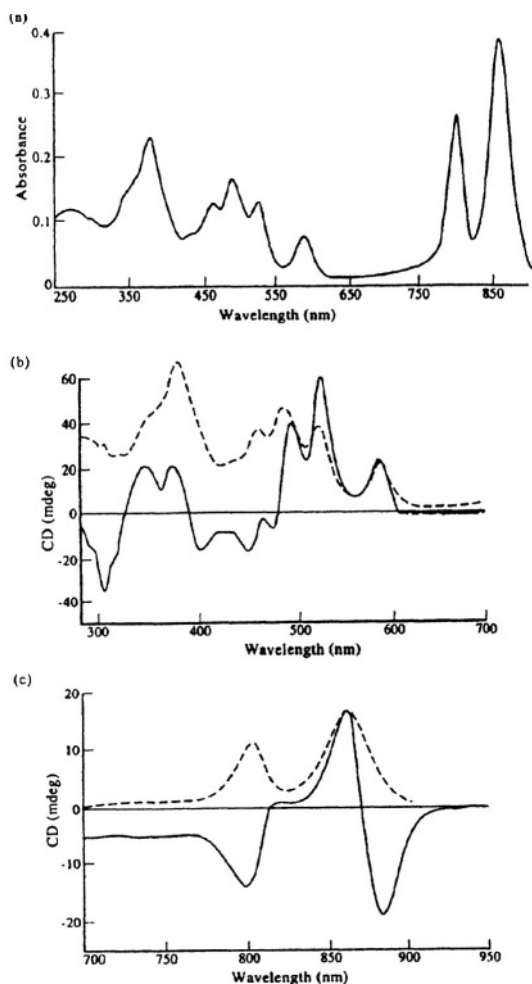 (a)
0.4
0.3
0.2
0.1
0
Absorbance
250 350 450 550 650 750 850
Wavelength (nm)
(b)
60
40
20
0
-20
-40
CD (mdeg)
300 400 500 600 700
Wavelength (nm)
(c)
20
10
0
-10
-20
CD (mdeg)
700 750 800 850 900 950
Wavelength (nm)